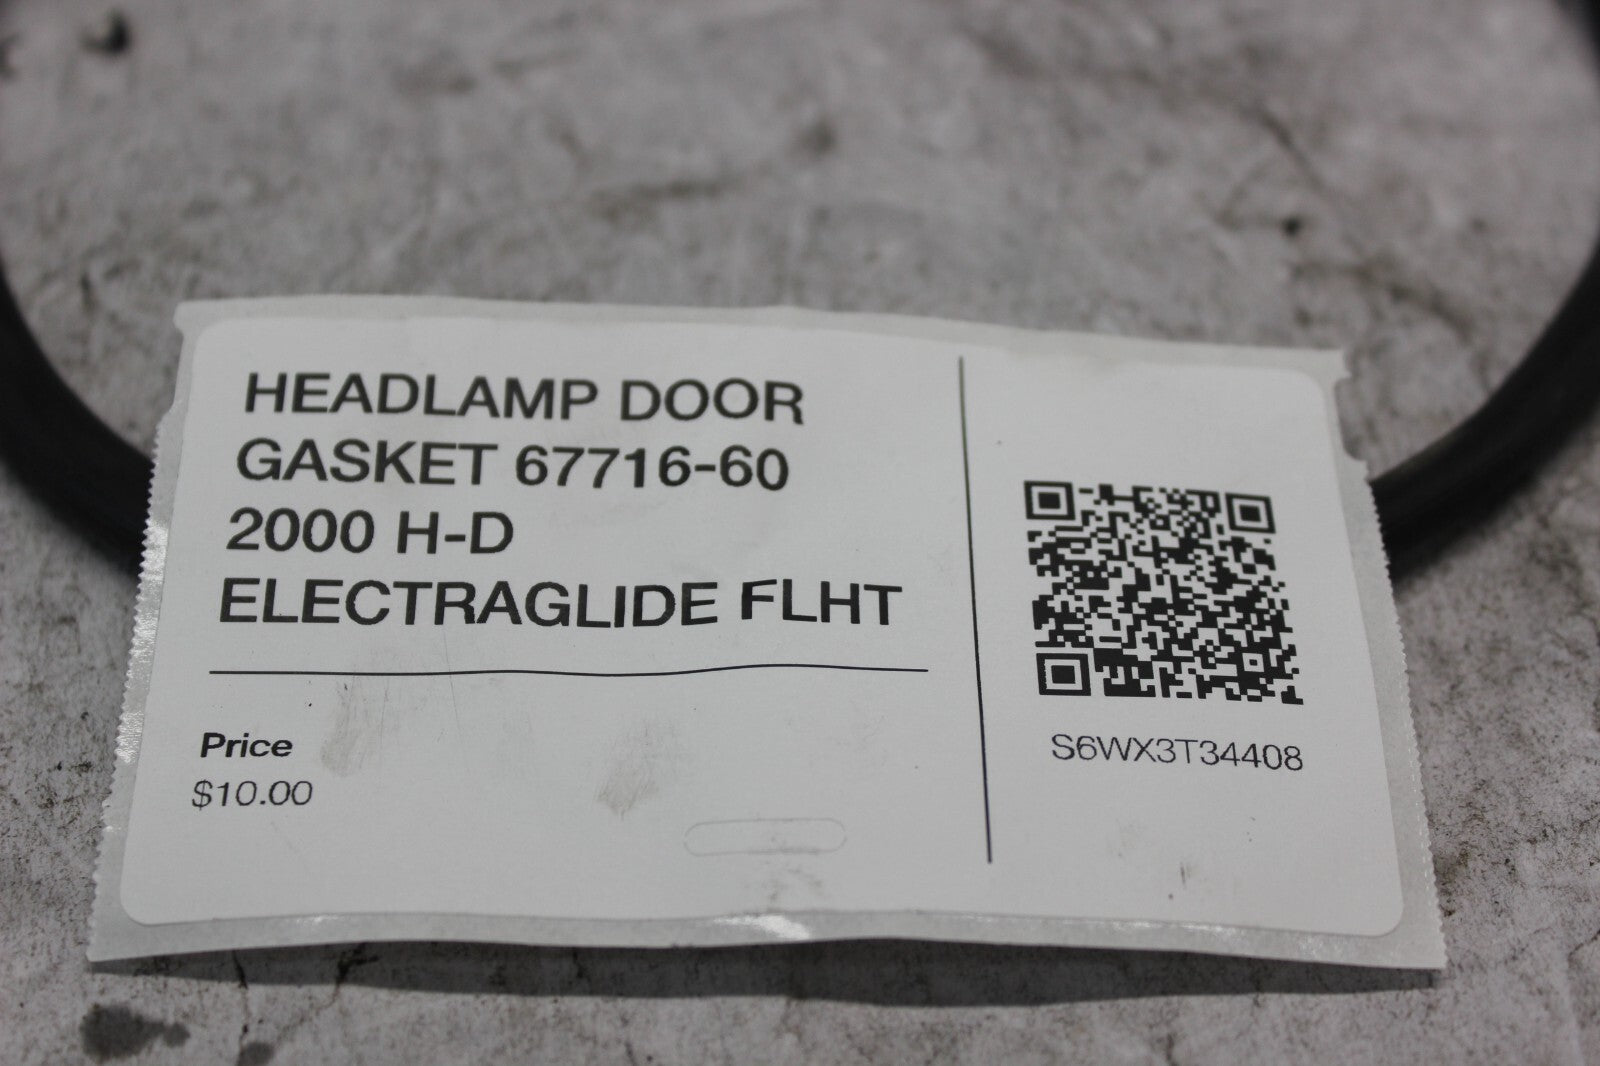 HEADLAMP DOOR
GASKET 67716-60
2000 H-D
ELECTRAGLIDE FLHT
Price
$10.00
S6WX3T34408